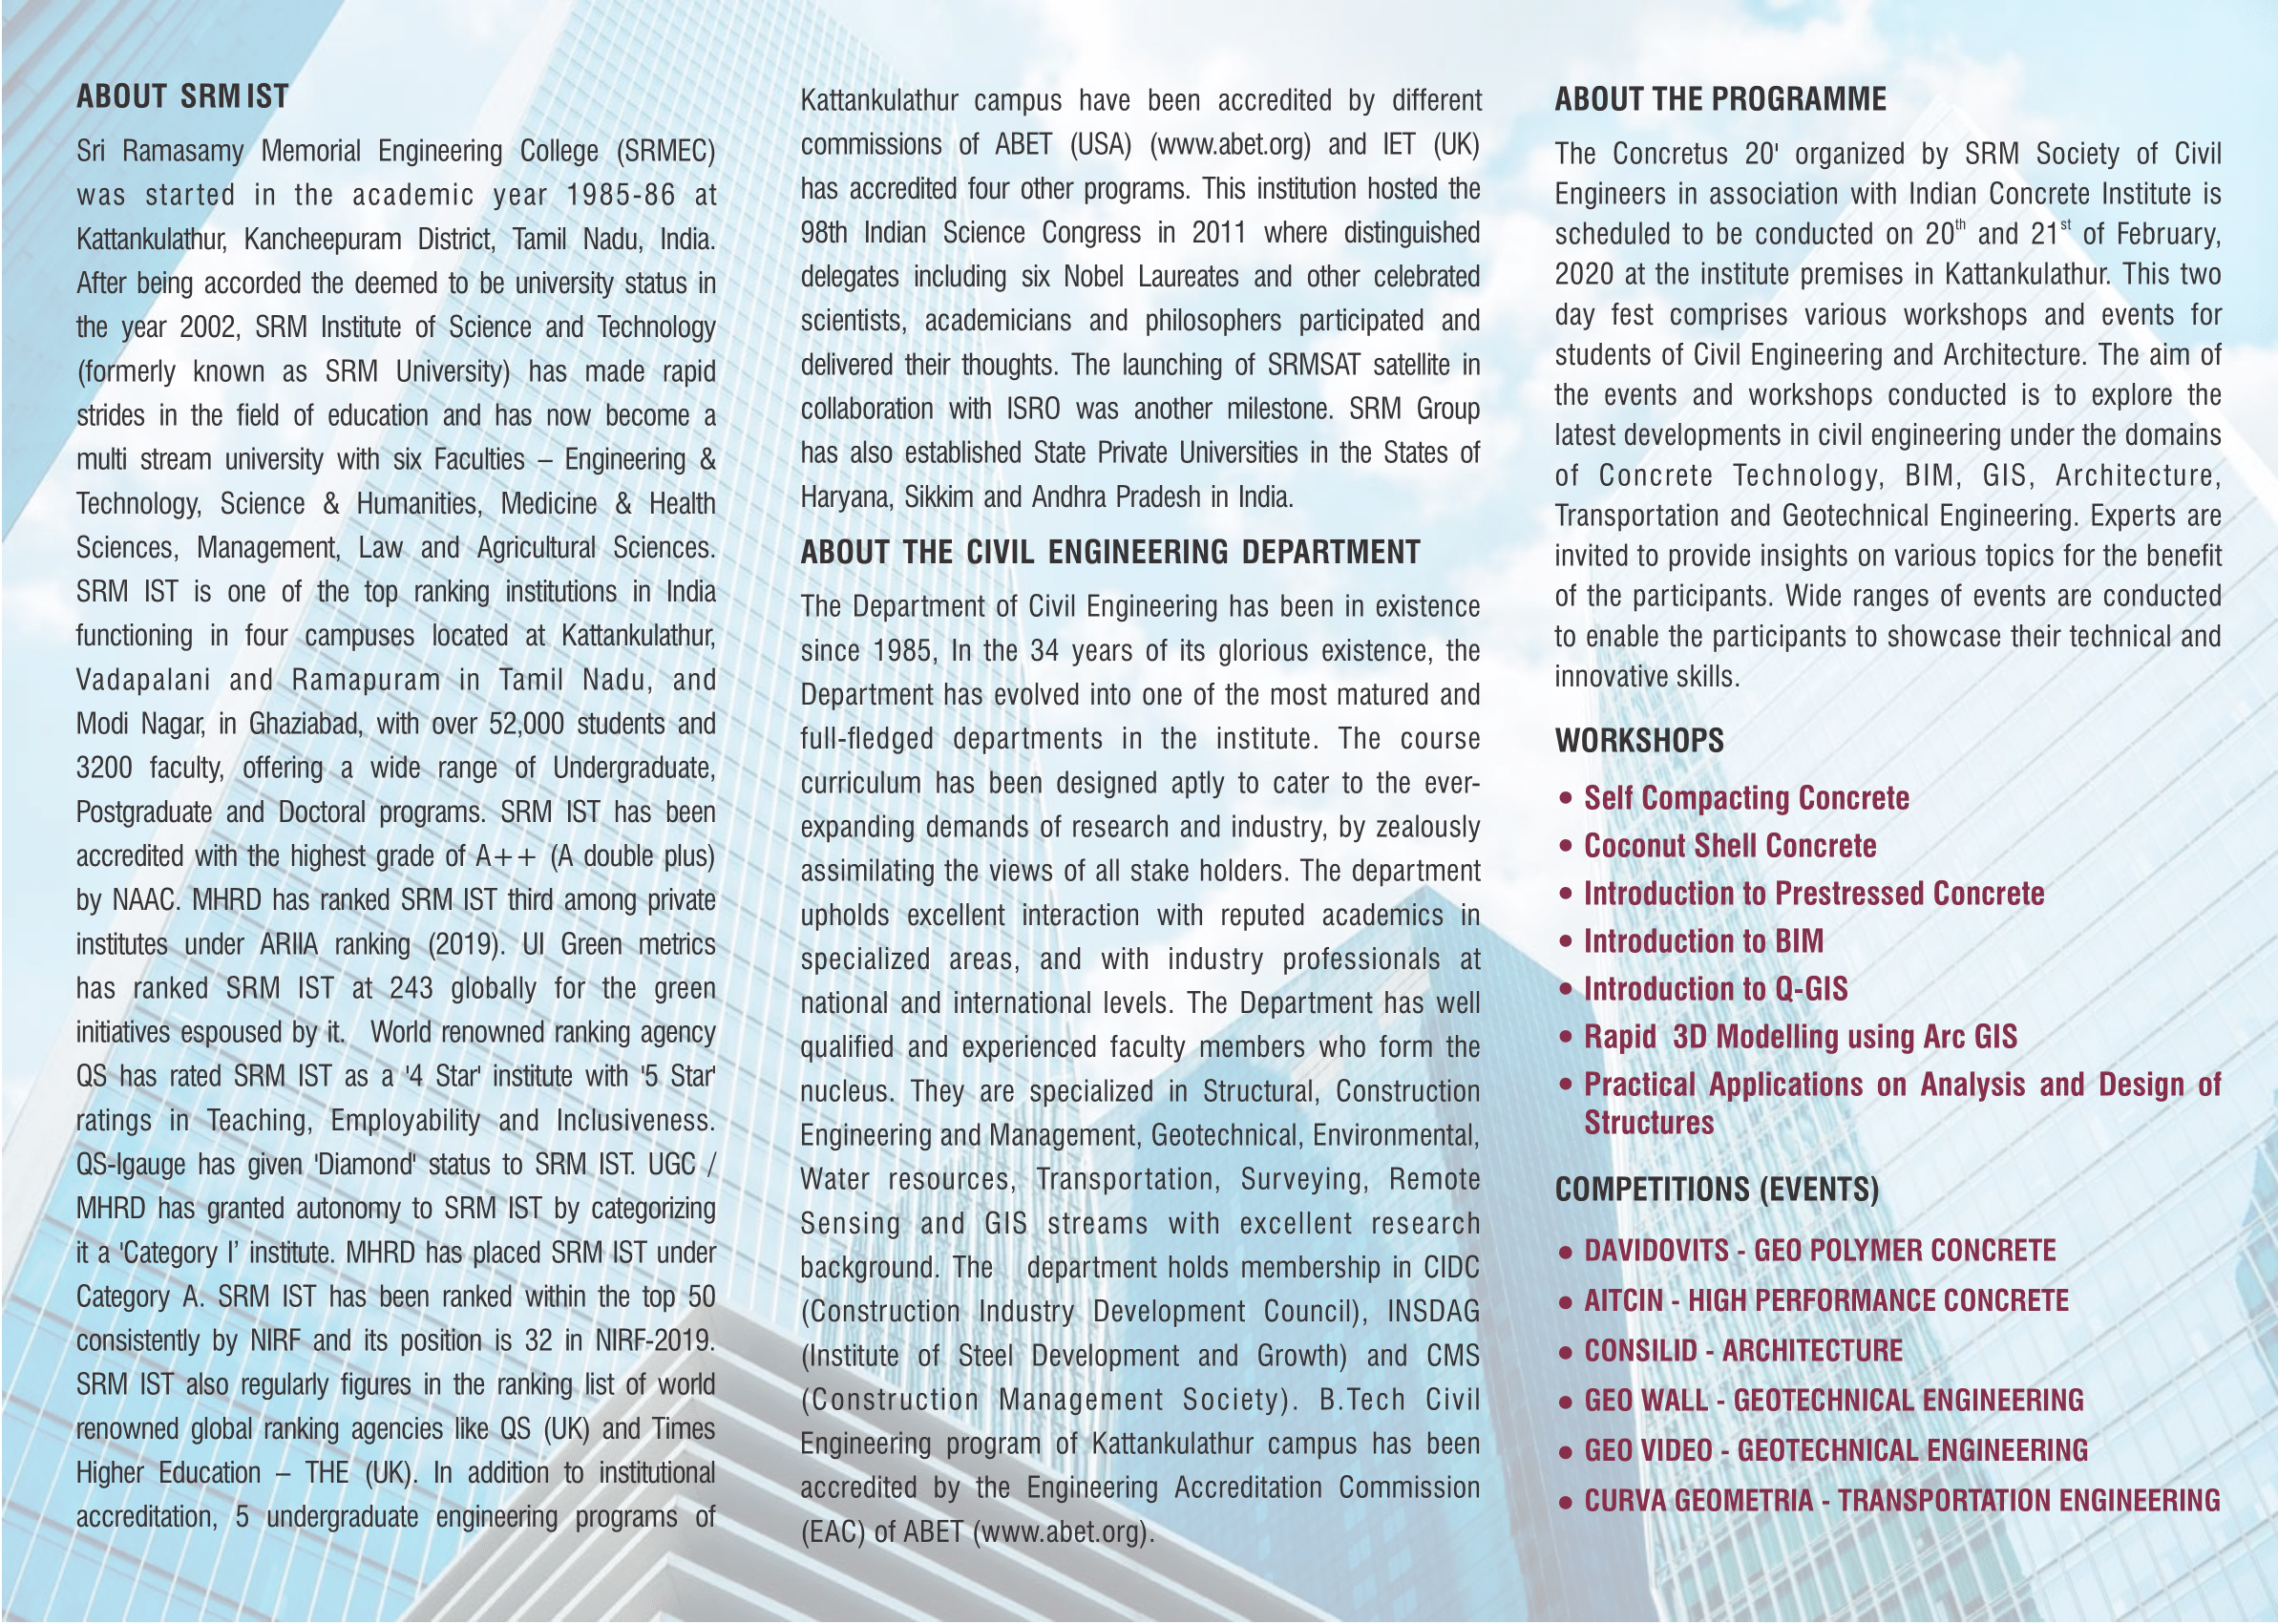 ABOUT SRM IST
Sri Ramasamy Memorial Engineering College (SRMEC)
was started in the academic year 1985-86 at
Kattankulathur, Kancheepuram District, Tamil Nadu, India.
After being accorded the deemed to be university status in
the year 2002, SRM Institute of Science and Technology
(formerly known as SRM University) has made rapid
strides in the field of education and has now become a
multi stream university with six Faculties – Engineering &
Technology, Science & Humanities, Medicine & Health
Sciences, Management, Law and Agricultural Sciences.
SRM IST is one of the top ranking institutions in India
functioning in four campuses located at Kattankulathur,
Vadapalani and Ramapuram in Tamil Nadu, and
Modi Nagar, in Ghaziabad, with over 52,000 students and
3200 faculty, offering a wide range of Undergraduate,
Postgraduate and Doctoral programs. SRM IST has been
accredited with the highest grade of A++ (A double plus)
by NAAC. MHRD has ranked SRM IST third among private
institutes under ARIIA ranking (2019). UI Green metrics
has ranked SRM IST at 243 globally for the green
initiatives espoused by it. World renowned ranking agency
QS has rated SRM IST as a '4 Star' institute with '5 Star'
ratings in Teaching, Employability and Inclusiveness.
QS-Igauge has given 'Diamond' status to SRM IST. UGC /
MHRD has granted autonomy to SRM IST by categorizing
it a 'Category I’ institute. MHRD has placed SRM IST under
Category A. SRM IST has been ranked within the top 50
consistently by NIRF and its position is 32 in NIRF-2019.
SRM IST also regularly figures in the ranking list of world
renowned global ranking agencies like QS (UK) and Times
Higher Education – THE (UK). In addition to institutional
accreditation, 5 undergraduate engineering programs of
Kattankulathur campus have been accredited by different
commissions of ABET (USA) (www.abet.org) and IET (UK)
has accredited four other programs. This institution hosted the
98th Indian Science Congress in 2011 where distinguished
delegates including six Nobel Laureates and other celebrated
scientists, academicians and philosophers participated and
delivered their thoughts. The launching of SRMSAT satellite in
collaboration with ISRO was another milestone. SRM Group
has also established State Private Universities in the States of
Haryana, Sikkim and Andhra Pradesh in India.
ABOUT THE CIVIL ENGINEERING DEPARTMENT
The Department of Civil Engineering has been in existence
since 1985, In the 34 years of its glorious existence, the
Department has evolved into one of the most matured and
full-fledged departments in the institute. The course
curriculum has been designed aptly to cater to the ever-
expanding demands of research and industry, by zealously
assimilating the views of all stake holders. The department
upholds excellent interaction with reputed academics in
specialized areas, and with industry professionals at
national and international levels. The Department has well
qualified and experienced faculty members who form the
nucleus. They are specialized in Structural, Construction
Engineering and Management, Geotechnical, Environmental,
Water resources, Transportation, Surveying, Remote
Sensing and GIS streams with excellent research
background. The department holds membership in CIDC
(Construction Industry Development Council), INSDAG
(Institute of Steel Development and Growth) and CMS
(Construction Management Society). B.Tech Civil
Engineering program of Kattankulathur campus has been
accredited by the Engineering Accreditation Commission
(EAC) of ABET (www.abet.org).
ABOUT THE PROGRAMME
The Concretus 20' organized by SRM Society of Civil
Engineers in association with Indian Concrete Institute is
scheduled to be conducted on 20th and 21st of February,
2020 at the institute premises in Kattankulathur. This two
day fest comprises various workshops and events for
students of Civil Engineering and Architecture. The aim of
the events and workshops conducted is to explore the
latest developments in civil engineering under the domains
of Concrete Technology, BIM, GIS, Architecture,
Transportation and Geotechnical Engineering. Experts are
invited to provide insights on various topics for the benefit
of the participants. Wide ranges of events are conducted
to enable the participants to showcase their technical and
innovative skills.
WORKSHOPS
• Self Compacting Concrete
• Coconut Shell Concrete
• Introduction to Prestressed Concrete
• Introduction to BIM
• Introduction to Q-GIS
• Rapid 3D Modelling using Arc GIS
• Practical Applications on Analysis and Design of
Structures
COMPETITIONS (EVENTS)
• DAVIDOVITS - GEO POLYMER CONCRETE
• AITCIN - HIGH PERFORMANCE CONCRETE
• CONSILID - ARCHITECTURE
• GEO WALL - GEOTECHNICAL ENGINEERING
• GEO VIDEO - GEOTECHNICAL ENGINEERING
• CURVA GEOMETRIA - TRANSPORTATION ENGINEERING